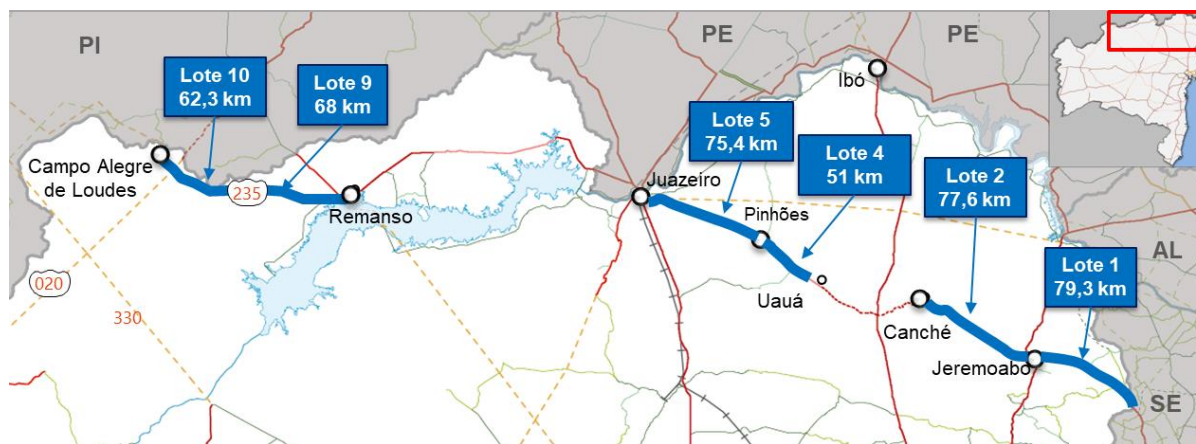 PI
PE
PE
Ibó
Lote 10
62,3 km
Lote 9
68 km
Lote 5
75,4 km
Lote 4
51 km
Lote 2
77,6 km
Campo Alegre
de Loudes
235
Remanso
Juazeiro
Pinhões
Uauá
Canché
Jeremoabo
Lote 1
79,3 km
AL
020
330
SE